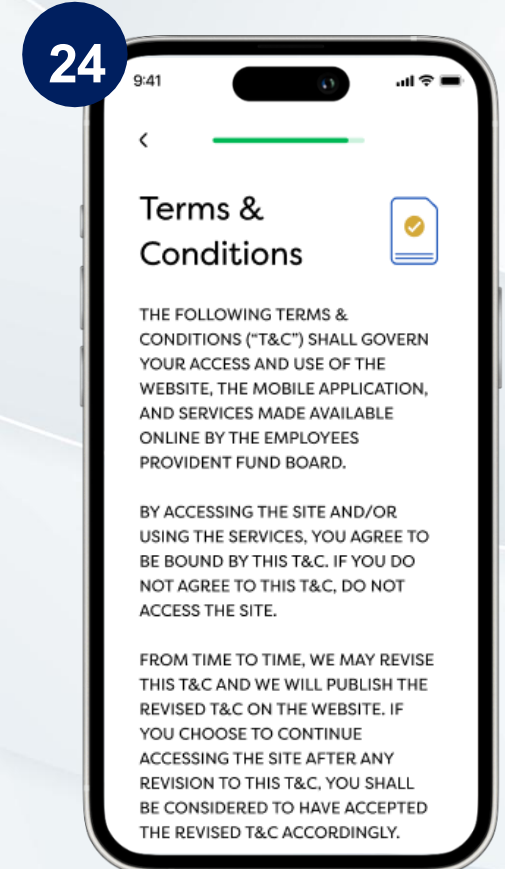 24
9:41
Terms &
Conditions
THE FOLLOWING TERMS &
CONDITIONS (“T&C”) SHALL GOVERN
YOUR ACCESS AND USE OF THE
WEBSITE, THE MOBILE APPLICATION,
AND SERVICES MADE AVAILABLE
ONLINE BY THE EMPLOYEES
PROVIDENT FUND BOARD.
BY ACCESSING THE SITE AND/OR
USING THE SERVICES, YOU AGREE TO
BE BOUND BY THIS T&C. IF YOU DO
NOT AGREE TO THIS T&C, DO NOT
ACCESS THE SITE.
FROM TIME TO TIME, WE MAY REVISE
THIS T&C AND WE WILL PUBLISH THE
REVISED T&C ON THE WEBSITE. IF
YOU CHOOSE TO CONTINUE
ACCESSING THE SITE AFTER ANY
REVISION TO THIS T&C, YOU SHALL
BE CONSIDERED TO HAVE ACCEPTED
THE REVISED T&C ACCORDINGLY.